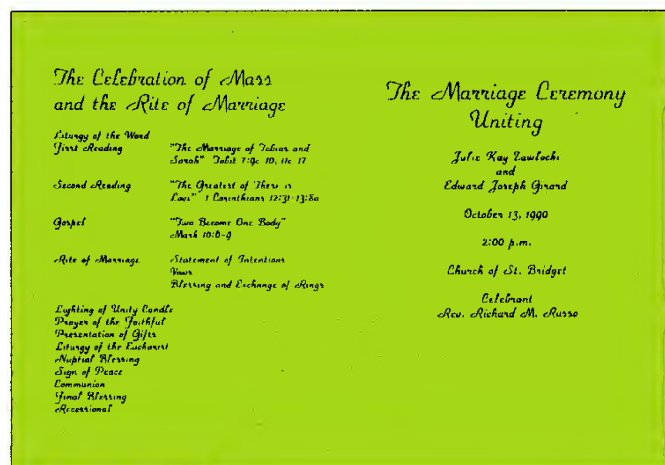 The Celebration of Mass
and the Rite of Marriage
Liturgy of the Word
First Reading "The Marriage of Tobias and
Sarah" Tobit 7:9c 10, 11c 17
Second Reading "The Greatest of These is
Love" 1 Corinthians 12:31-13:8a
Gospel "Two Become One Body"
Mark 10:6-9
Rite of Marriage Statement of Intentions
Vows
Blessing and Exchange of Rings
Lighting of Unity Candle
Prayer of the Faithful
Presentation of Gifts
Liturgy of the Eucharist
Nuptial Blessing
Sign of Peace
Communion
Final Blessing
Recessional
The Marriage Ceremony
Uniting
Julie Kay Zawlocki
and
Edward Joseph Girard
October 13, 1990
2:00 p.m.
Church of St. Bridget
Celebrant
Rev. Richard M. Russo